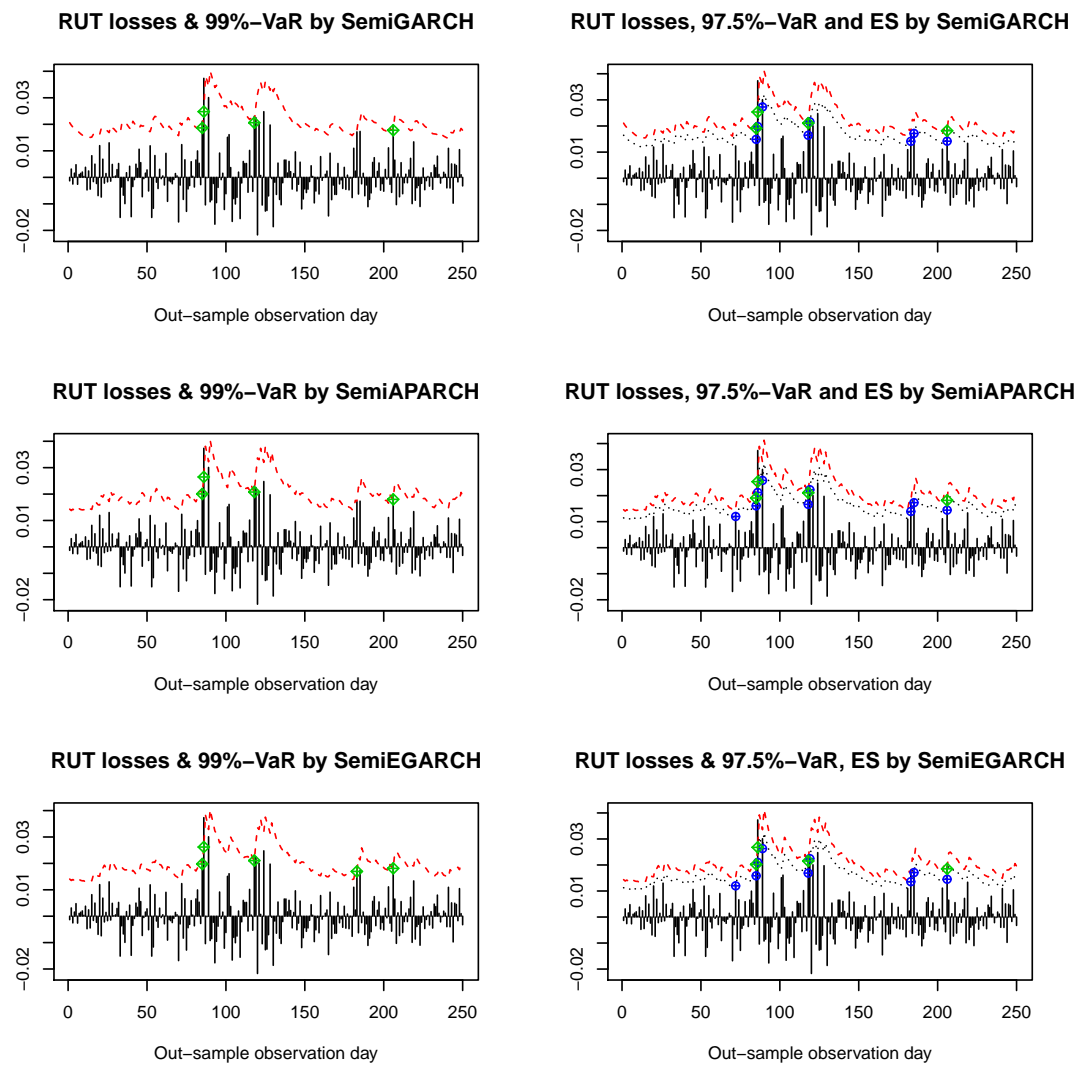 RUT losses & 99%−VaR by SemiGARCH
0.03
0.01
−0.02
0 50 100 150 200 250
Out−sample observation day
RUT losses, 97.5%−VaR and ES by SemiGARCH
0.03
0.01
−0.02
0 50 100 150 200 250
Out−sample observation day
RUT losses & 99%−VaR by SemiAPARCH
0.03
0.01
−0.02
0 50 100 150 200 250
Out−sample observation day
RUT losses, 97.5%−VaR and ES by SemiAPARCH
0.03
0.01
−0.02
0 50 100 150 200 250
Out−sample observation day
RUT losses & 99%−VaR by SemiEGARCH
0.03
0.01
−0.02
0 50 100 150 200 250
Out−sample observation day
RUT losses & 97.5%−VaR, ES by SemiEGARCH
0.03
0.01
−0.02
0 50 100 150 200 250
Out−sample observation day